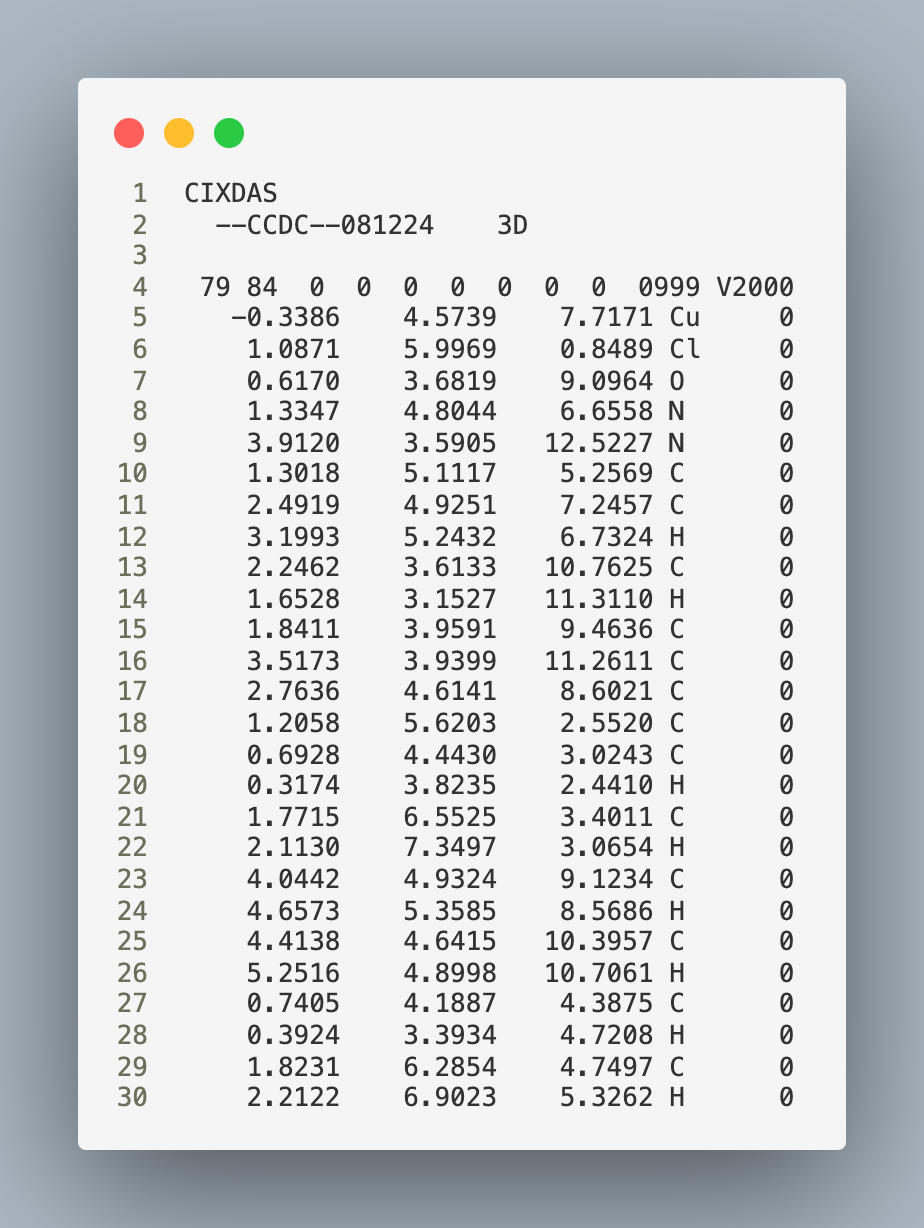 1 CIXDAS
2   --CCDC--081224    3D
3
4  79 84  0  0  0  0  0  0  0  0999 V2000
5    -0.3386    4.5739    7.7171 Cu     0
6     1.0871    5.9969    0.8489 Cl     0
7     0.6170    3.6819    9.0964 O      0
8     1.3347    4.8044    6.6558 N      0
9     3.9120    3.5905   12.5227 N      0
10     1.3018    5.1117    5.2569 C      0
11     2.4919    4.9251    7.2457 C      0
12     3.1993    5.2432    6.7324 H      0
13     2.2462    3.6133   10.7625 C      0
14     1.6528    3.1527   11.3110 H      0
15     1.8411    3.9591    9.4636 C      0
16     3.5173    3.9399   11.2611 C      0
17     2.7636    4.6141    8.6021 C      0
18     1.2058    5.6203    2.5520 C      0
19     0.6928    4.4430    3.0243 C      0
20     0.3174    3.8235    2.4410 H      0
21     1.7715    6.5525    3.4011 C      0
22     2.1130    7.3497    3.0654 H      0
23     4.0442    4.9324    9.1234 C      0
24     4.6573    5.3585    8.5686 H      0
25     4.4138    4.6415   10.3957 C      0
26     5.2516    4.8998   10.7061 H      0
27     0.7405    4.1887    4.3875 C      0
28     0.3924    3.3934    4.7208 H      0
29     1.8231    6.2854    4.7497 C      0
30     2.2122    6.9023    5.3262 H      0